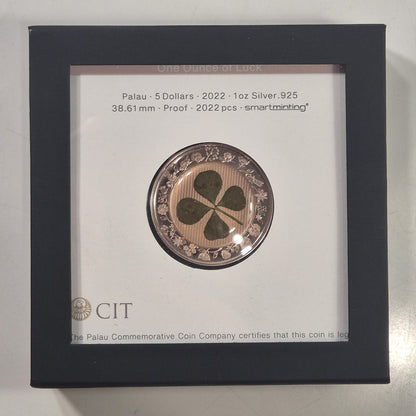 One Ounce of Luck
Palau · 5 Dollars · 2022 · 1oz Silver .925
38.61 mm · Proof · 2022 pcs · smartminting®
CIT
The Palau Commemorative Coin Company certifies that this coin is leg